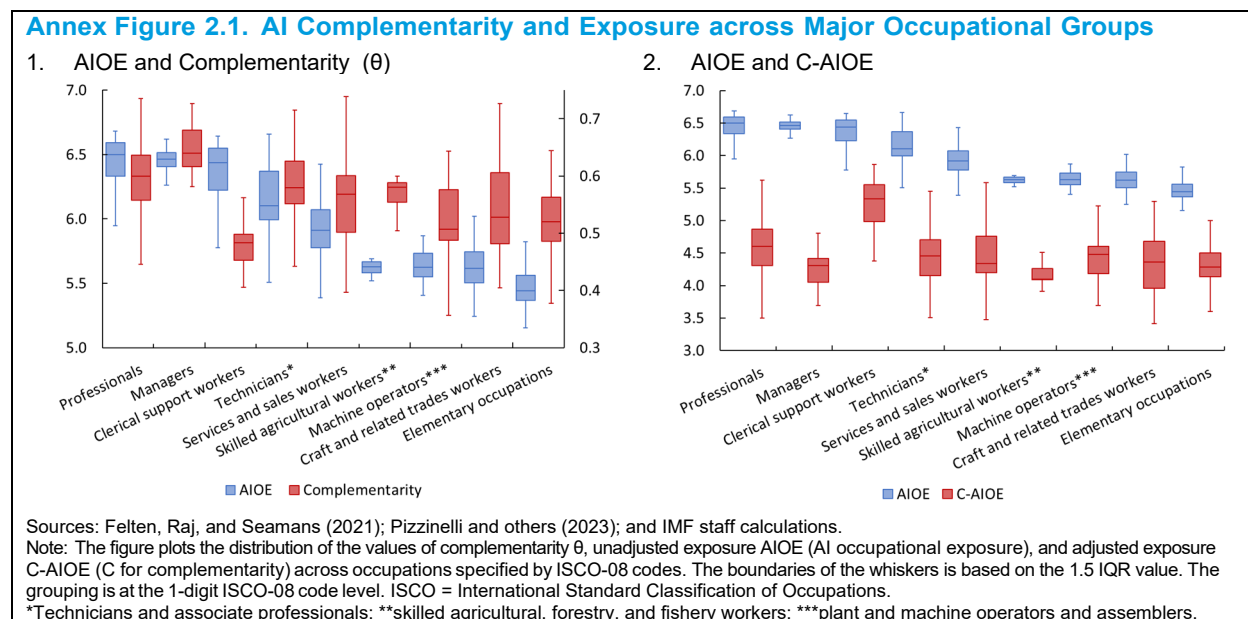 Annex Figure 2.1. AI Complementarity and Exposure across Major Occupational Groups
1. AIOE and Complementarity (θ)
7.0
6.5
6.0
5.5
5.0
0.7
0.6
0.5
0.4
0.3
Professionals
Managers
Clerical support workers
Technicians*
Services and sales workers
Skilled agricultural workers**
Machine operators***
Craft and related trades workers
Elementary occupations
AIOE
Complementarity
2. AIOE and C-AIOE
7.0
6.5
6.0
5.5
5.0
4.5
4.0
3.5
3.0
Professionals
Managers
Clerical support workers
Technicians*
Services and sales workers
Skilled agricultural workers**
Machine operators***
Craft and related trades workers
Elementary occupations
AIOE
C-AIOE
Sources: Felten, Raj, and Seamans (2021); Pizzinelli and others (2023); and IMF staff calculations.
Note: The figure plots the distribution of the values of complementarity θ, unadjusted exposure AIOE (AI occupational exposure), and adjusted exposure
C-AIOE (C for complementarity) across occupations specified by ISCO-08 codes. The boundaries of the whiskers is based on the 1.5 IQR value. The
grouping is at the 1-digit ISCO-08 code level. ISCO = International Standard Classification of Occupations.
*Technicians and associate professionals; **skilled agricultural, forestry, and fishery workers; ***plant and machine operators and assemblers.